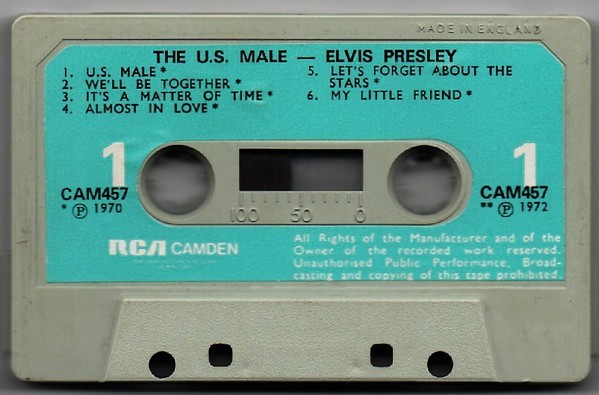 MADE IN ENGLAND
THE U.S. MALE — ELVIS PRESLEY
1. U.S. MALE*
2. WE'LL BE TOGETHER*
3. IT'S A MATTER OF TIME*
4. ALMOST IN LOVE*
5. LET'S FORGET ABOUT THE
STARS*
6. MY LITTLE FRIEND*
1
CAM457
* ℗ 1970
1
CAM457
** ℗ 1972
100 50 0
RCA CAMDEN
All Rights of the Manufacturer and of the
Owner of the recorded work reserved.
Unauthorised Public Performance, Broad-
casting and copying of this tape prohibited.